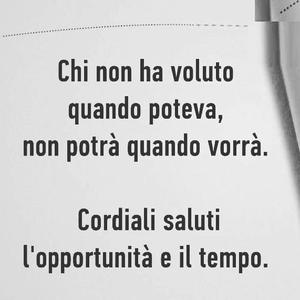 Chi non ha voluto
quando poteva,
non potrà quando vorrà.
Cordiali saluti
l'opportunità e il tempo.